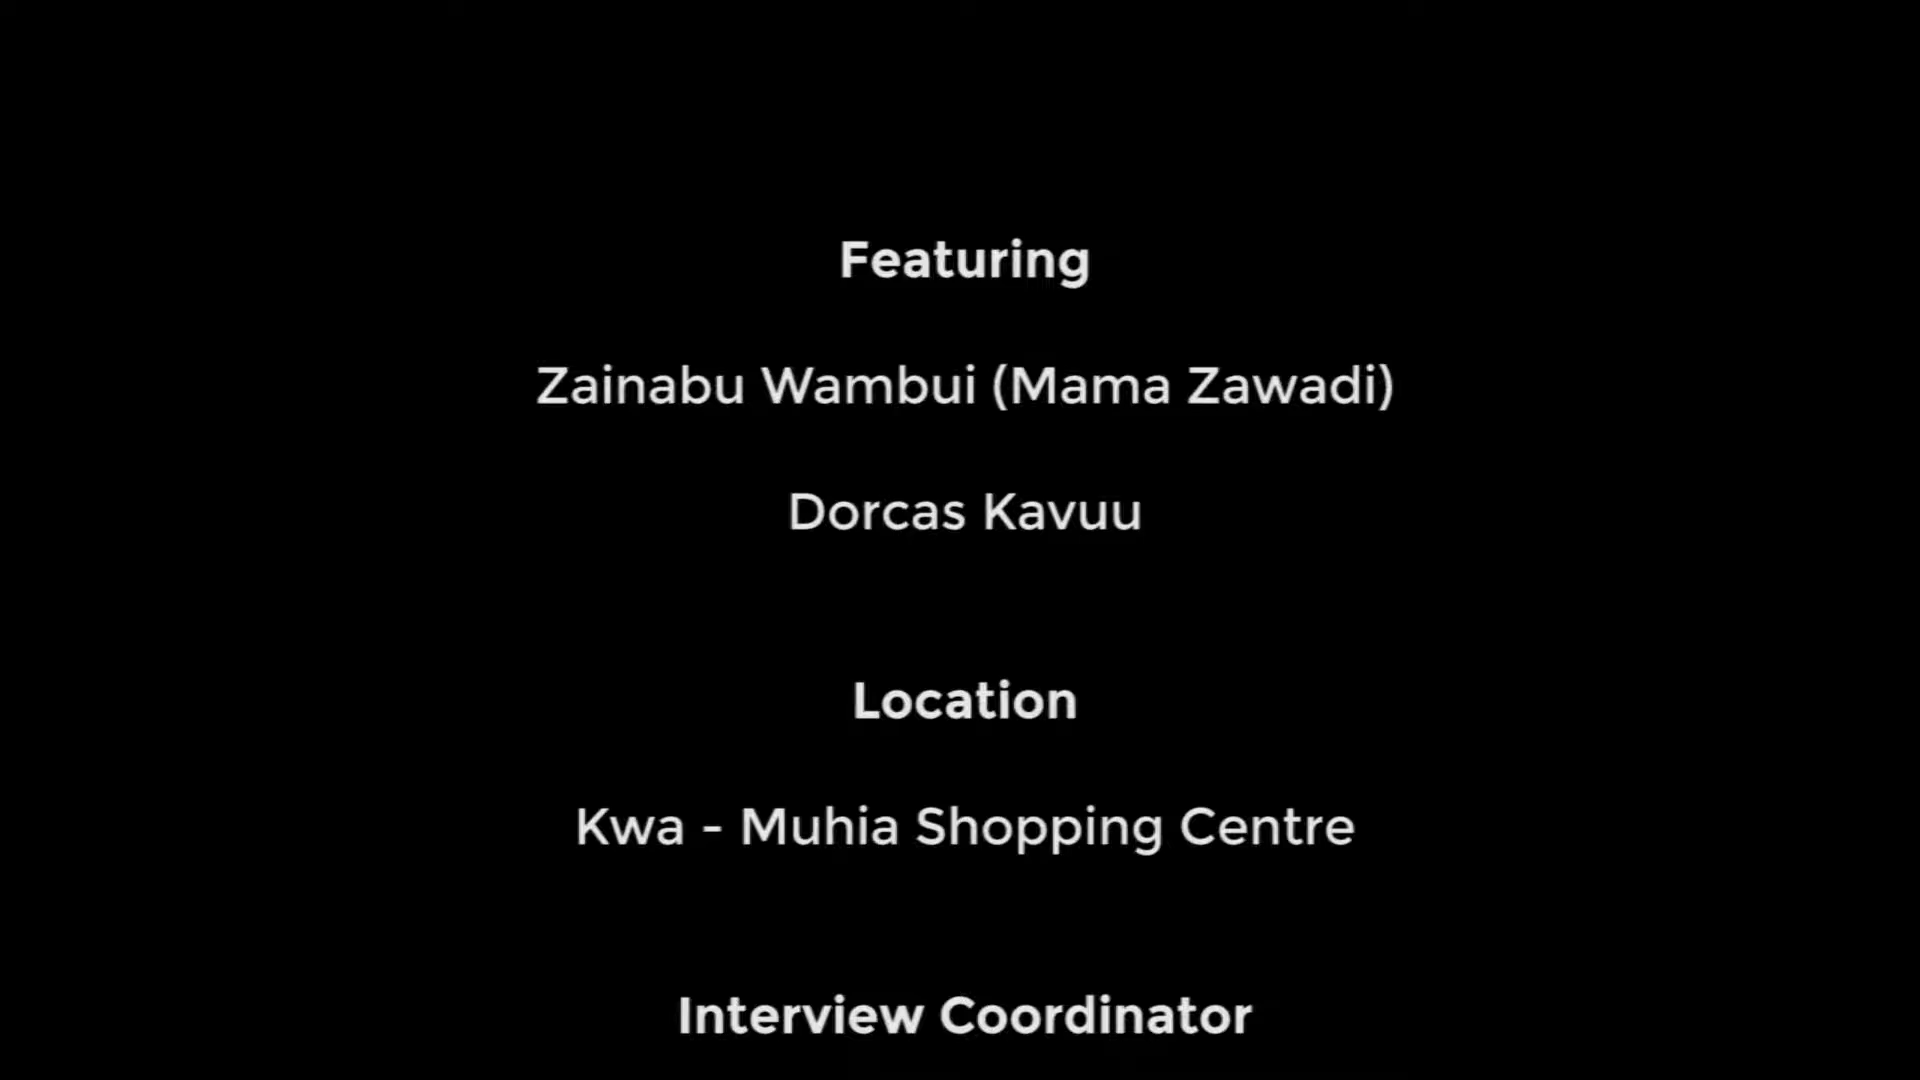 Featuring
Zainabu Wambui (Mama Zawadi)
Dorcas Kavuu
Location
Kwa - Muhia Shopping Centre
Interview Coordinator